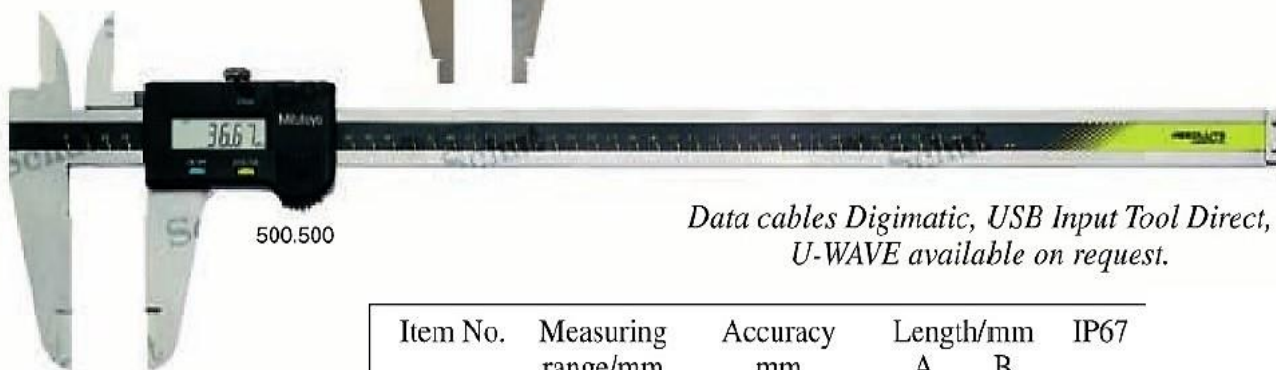 36.67
Mitutoyo
500.500
Data cables Digimatic, USB Input Tool Direct,
U-WAVE available on request.
Item No. Measuring Accuracy Length/mm IP67
range/mm mm A B